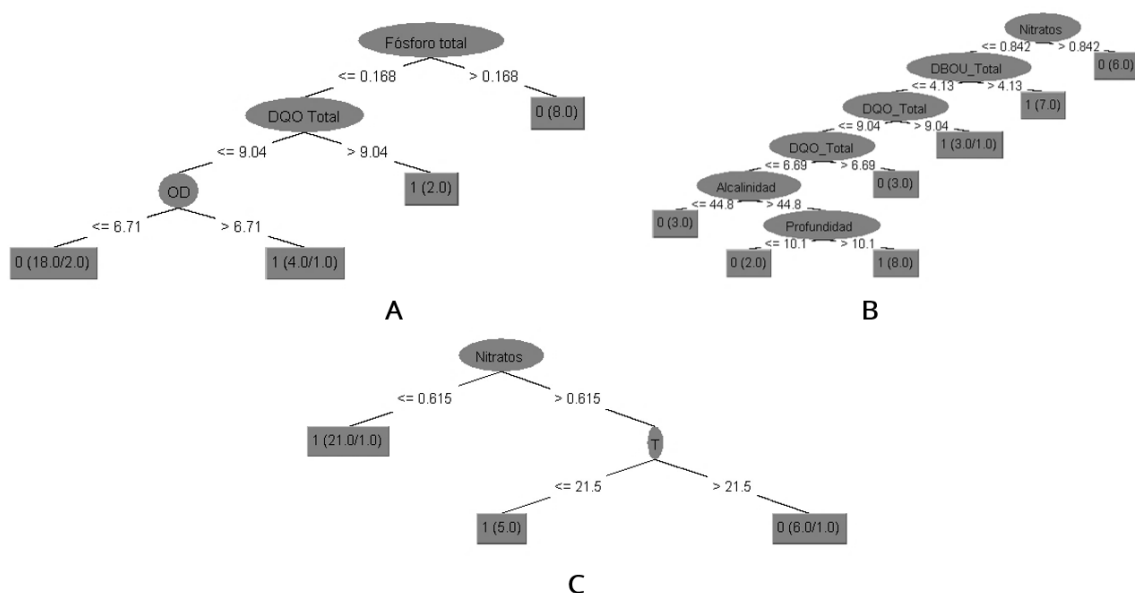 Fósforo total
<= 0.168
> 0.168
DQO Total
0 (8.0)
<= 9.04
> 9.04
OD
1 (2.0)
<= 6.71
> 6.71
0 (18.0/2.0)
1 (4.0/1.0)
A
Nitratos
<= 0.842
> 0.842
DBOU_Total
0 (6.0)
<= 4.13
> 4.13
DQO_Total
1 (7.0)
<= 9.04
> 9.04
DQO_Total
1 (3.0/1.0)
<= 6.69
> 6.69
Alcalinidad
0 (3.0)
<= 44.8
> 44.8
0 (3.0)
Profundidad
<= 10.1
> 10.1
0 (2.0)
1 (8.0)
B
Nitratos
<= 0.615
> 0.615
1 (21.0/1.0)
T
<= 21.5
> 21.5
1 (5.0)
0 (6.0/1.0)
C